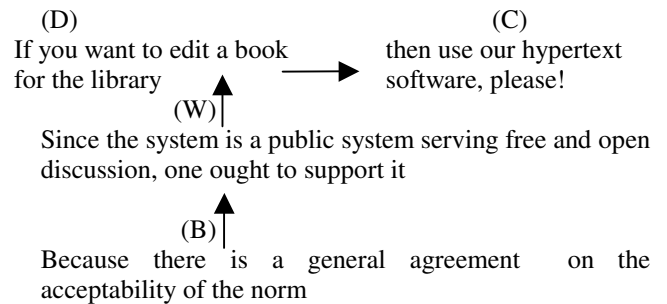 (D) (C)
If you want to edit a book then use our hypertext
for the library software, please!
(W)
Since the system is a public system serving free and open
discussion, one ought to support it
(B)
Because there is a general agreement on the
acceptability of the norm